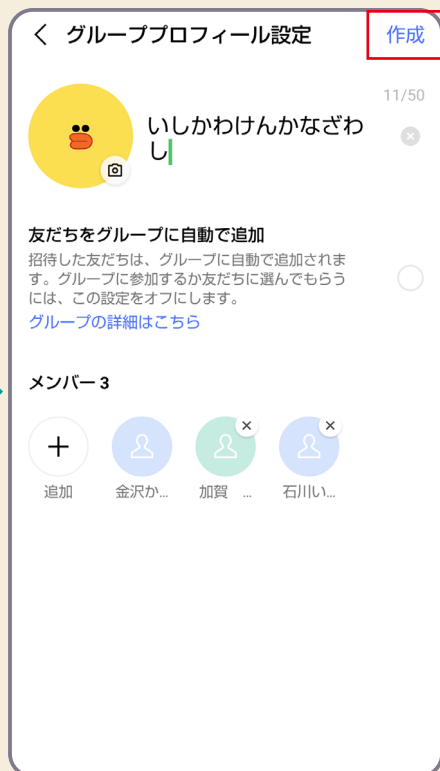 グループプロフィール設定
作成
11/50
いしかわけんかなざわ
し
友だちをグループに自動で追加
招待した友だちは、グループに自動で追加されま
す。グループに参加するか友だちに選んでもらう
には、この設定をオフにします。
グループの詳細はこちら
メンバー 3
追加
金沢か...
加賀　...
石川い...